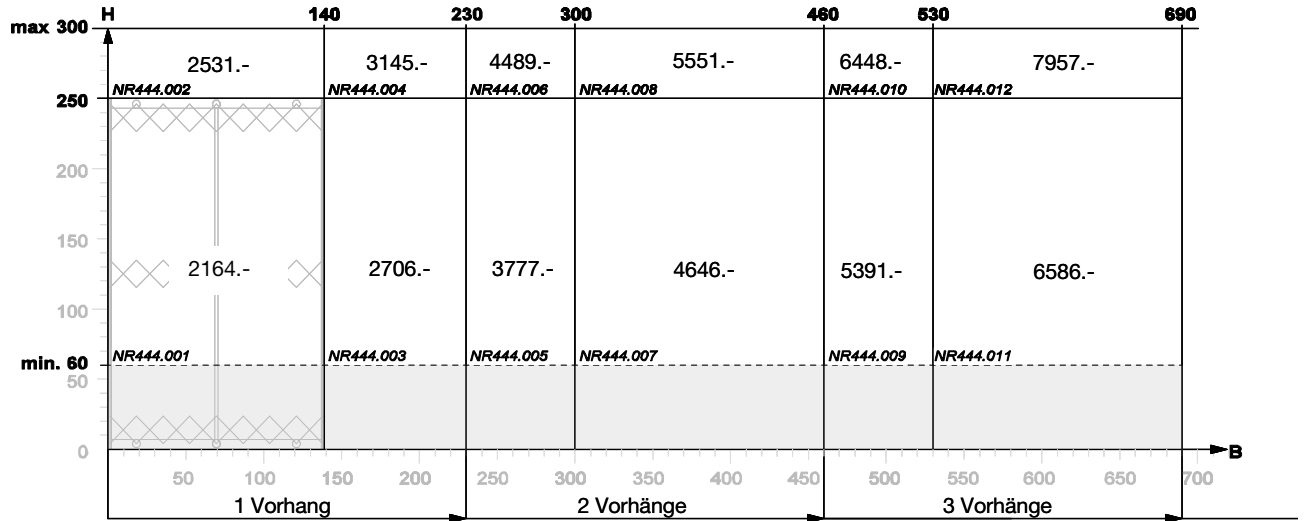 H 140 230 300 460 530 690
max 300
2531.- 3145.- 4489.- 5551.- 6448.- 7957.-
NR444.002 NR444.004 NR444.006 NR444.008 NR444.010 NR444.012
250
200
150
2164.- 2706.- 3777.- 4646.- 5391.- 6586.-
100
NR444.001 NR444.003 NR444.005 NR444.007 NR444.009 NR444.011
min. 60
50
0
B
50 100 150 200 250 300 350 400 450 500 550 600 650 700
1 Vorhang 2 Vorhänge 3 Vorhänge